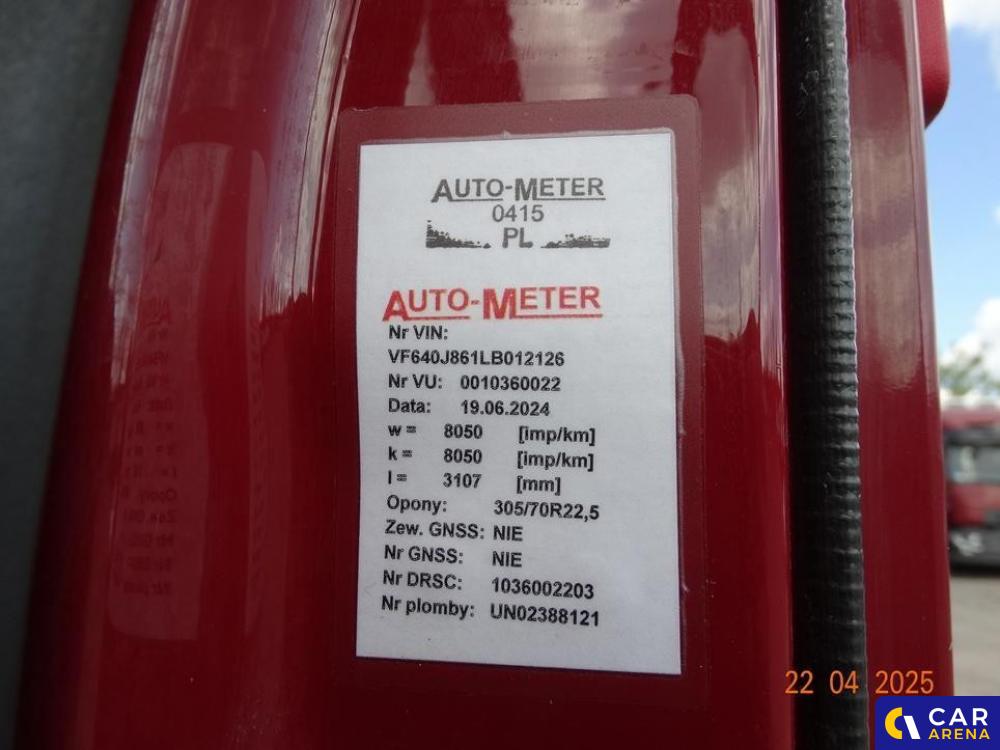 AUTO-METER
0415
PL
AUTO-METER
Nr VIN:
VF640J861LB012126
Nr VU: 0010360022
Data: 19.06.2024
w = 8050 [imp/km]
k = 8050 [imp/km]
l = 3107 [mm]
Opony: 305/70R22,5
Zew. GNSS: NIE
Nr GNSS: NIE
Nr DRSC: 1036002203
Nr plomby: UN02388121
22 04 2025
CAR
ARENA